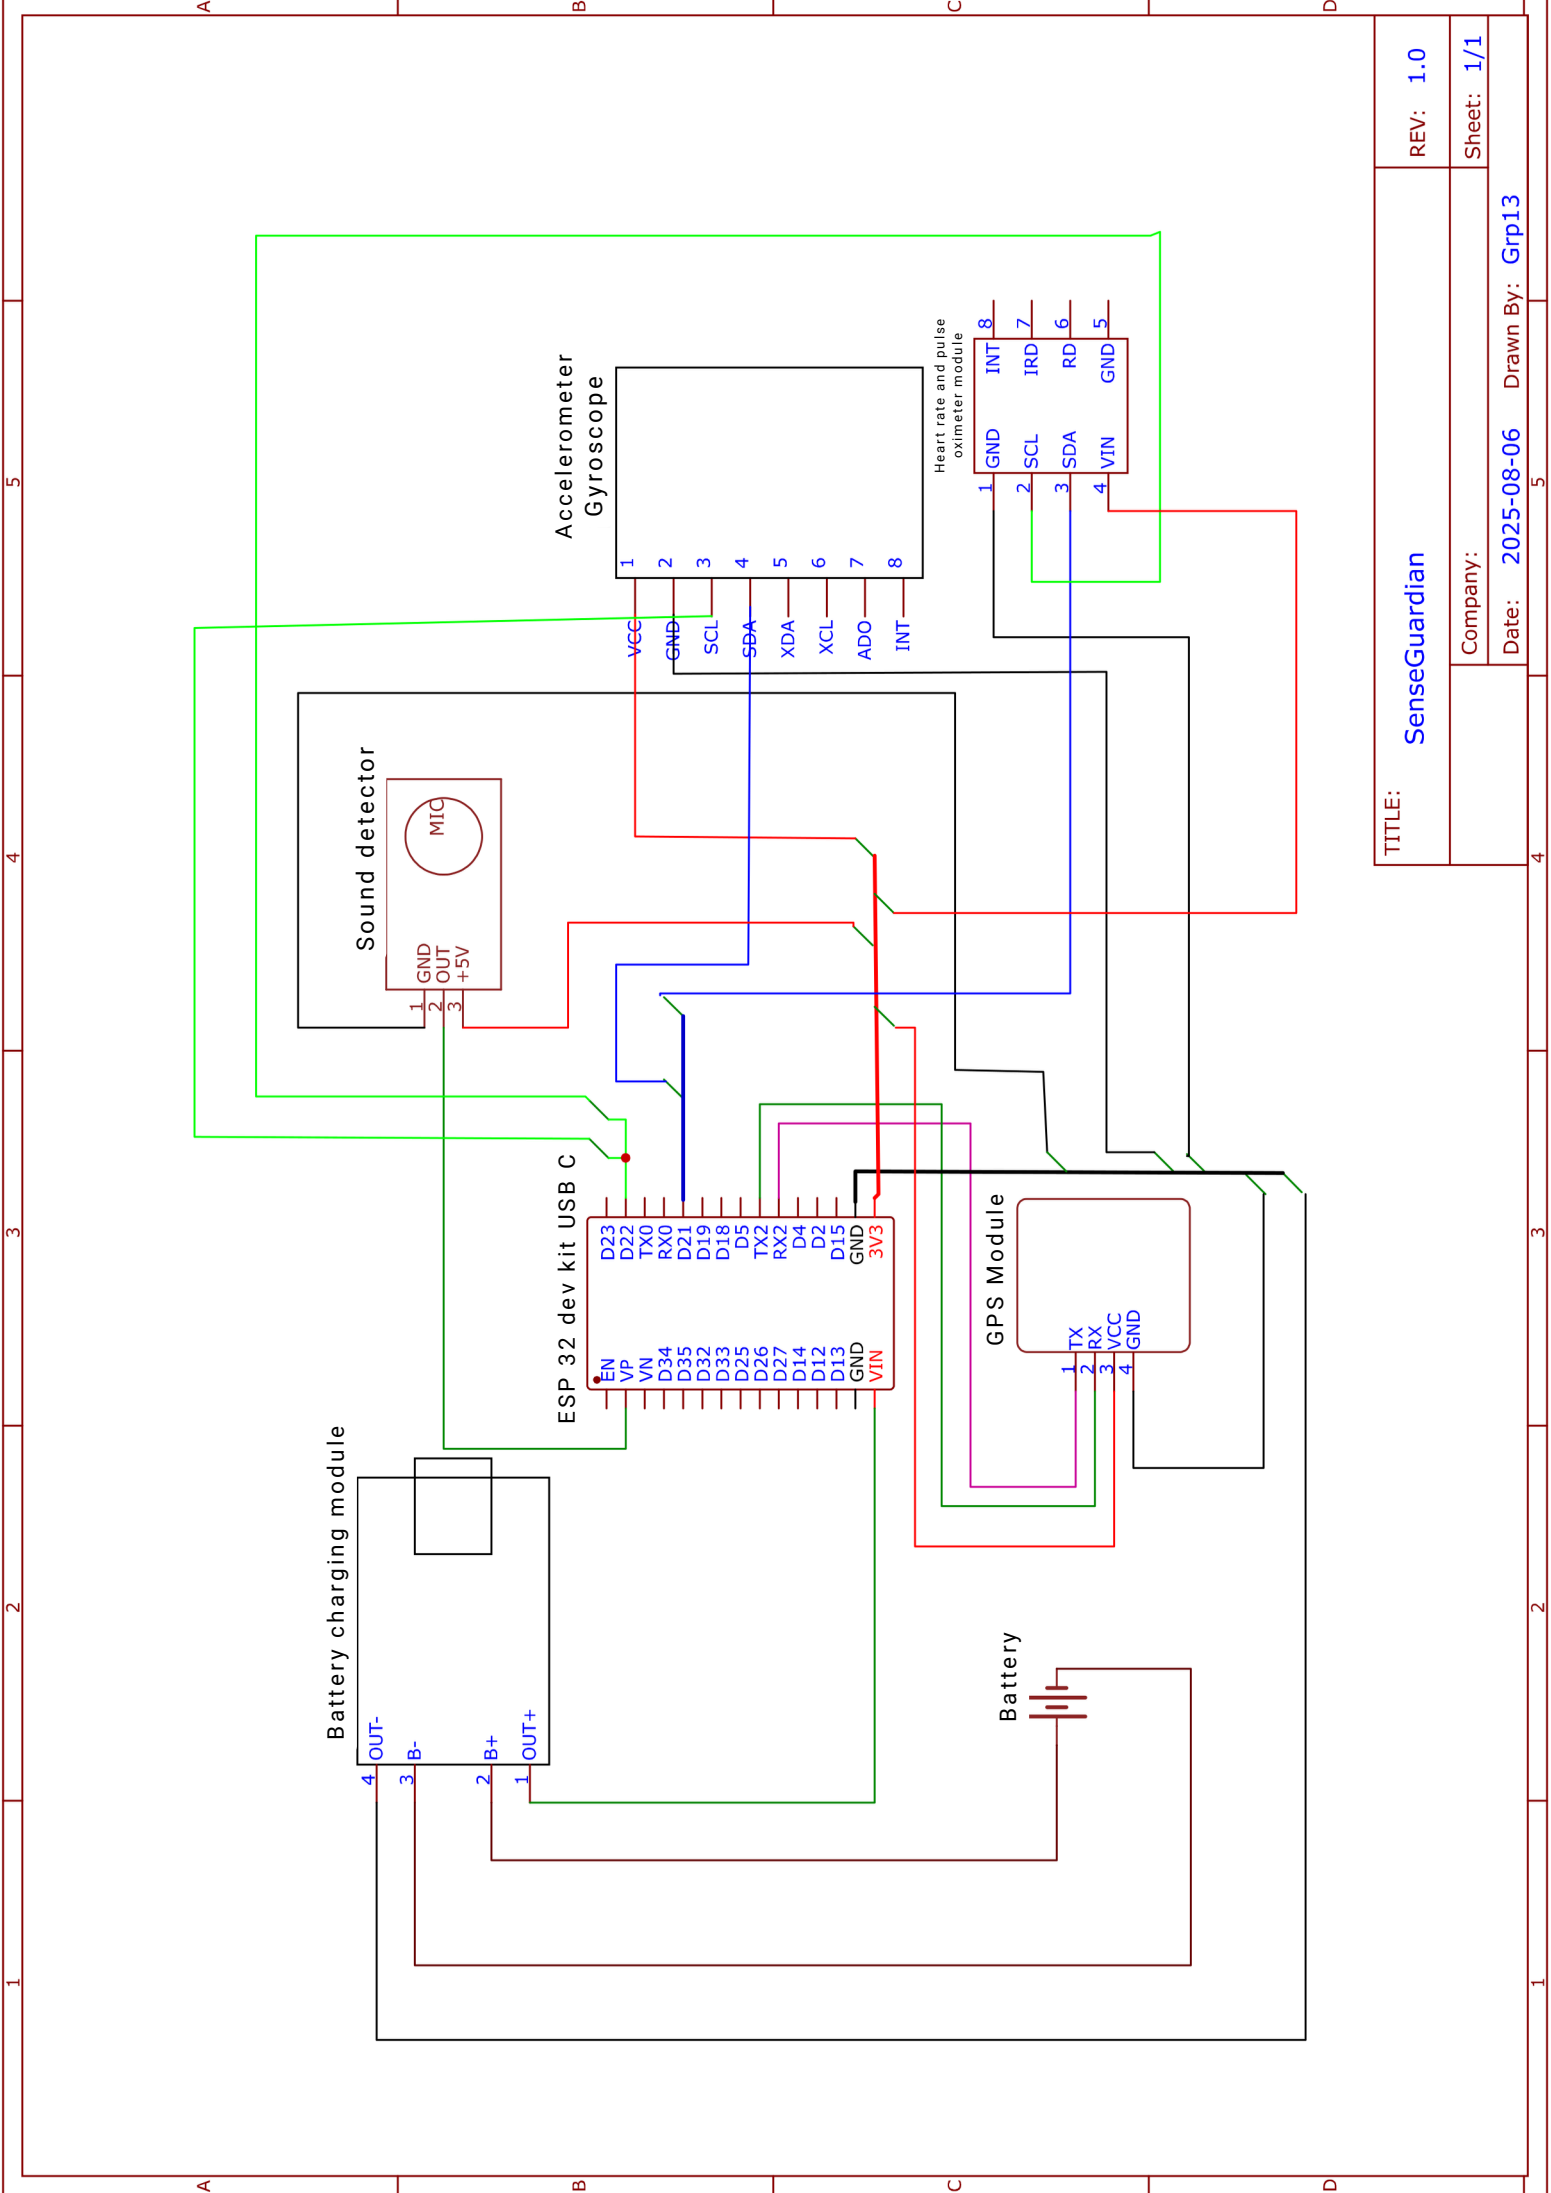 A
B
C
D
1
2
3
4
5
Battery charging module
OUT-
B-
B+
OUT+
4
3
2
1
Sound detector
MIC
GND
OUT
+5V
1
2
3
ESP 32 dev kit USB C
EN
VP
VN
D34
D35
D32
D33
D25
D26
D27
D14
D12
D13
GND
VIN
D23
D22
TX0
RX0
D21
D19
D18
D5
TX2
RX2
D4
D2
D15
GND
3V3
Accelerometer
Gyroscope
1
2
3
4
5
6
7
8
VCC
GND
SCL
SDA
XDA
XCL
ADO
INT
Heart rate and pulse
oximeter module
GND
SCL
SDA
VIN
1
2
3
4
INT
IRD
RD
GND
8
7
6
5
GPS Module
TX
RX
VCC
GND
1
2
3
4
Battery
TITLE:
SenseGuardian
REV: 1.0
Company:
Sheet: 1/1
Date: 2025-08-06 Drawn By: Grp13
1
2
3
4
5
A
B
C
D